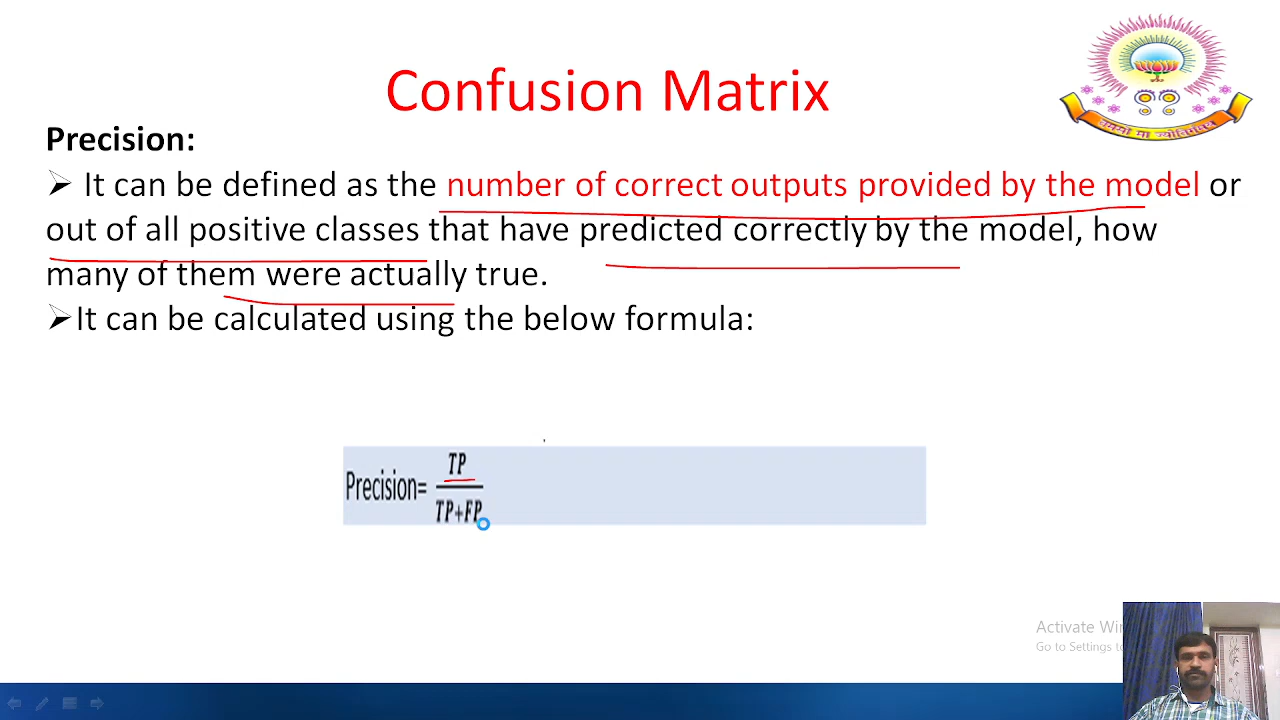 Confusion Matrix
Precision:
➢ It can be defined as the number of correct outputs provided by the model or
out of all positive classes that have predicted correctly by the model, how
many of them were actually true.
➢It can be calculated using the below formula:
Precision= TP
TP+FP
Activate
Go to Settings